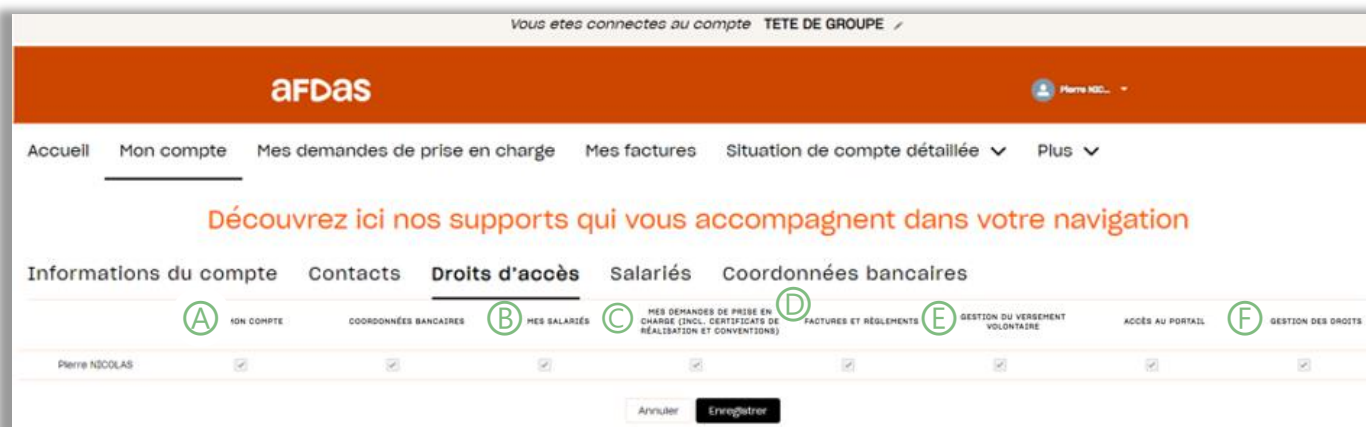 Vous etes connectes au compte TETE DE GROUPE
aFDas
Pierre NIC...
Accueil Mon compte Mes demandes de prise en charge Mes factures Situation de compte détaillée Plus
Découvrez ici nos supports qui vous accompagnent dans votre navigation
Informations du compte Contacts Droits d'accès Salariés Coordonnées bancaires
A MON COMPTE COORDONNÉES BANCAIRES B MES SALARIÉS C MES DEMANDES DE PRISE EN D FACTURES ET RÈGLEMENTS E GESTION DU VERSEMENT ACCÈS AU PORTAIL F GESTION DES DROITS
CHARGE (INCL. CERTIFICATS DE VOLONTAIRE
RÉALISATION ET CONVENTIONS)
Pierre NICOLAS
Annuler Enregistrer